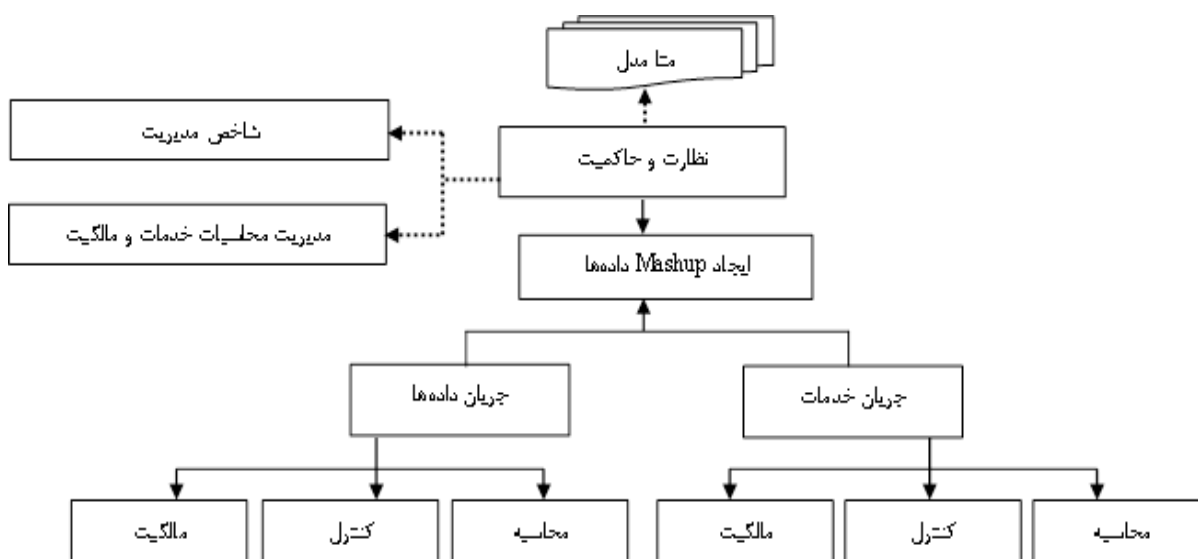 متا مدل
شاخص مدیریت
نظارت و حاکمیت
مدیریت محاسبات خدمات و مالکیت
ایجاد Mashup داده‌ها
جریان داده‌ها
جریان خدمات
محاسبه
کنترل
مالکیت
محاسبه
کنترل
مالکیت